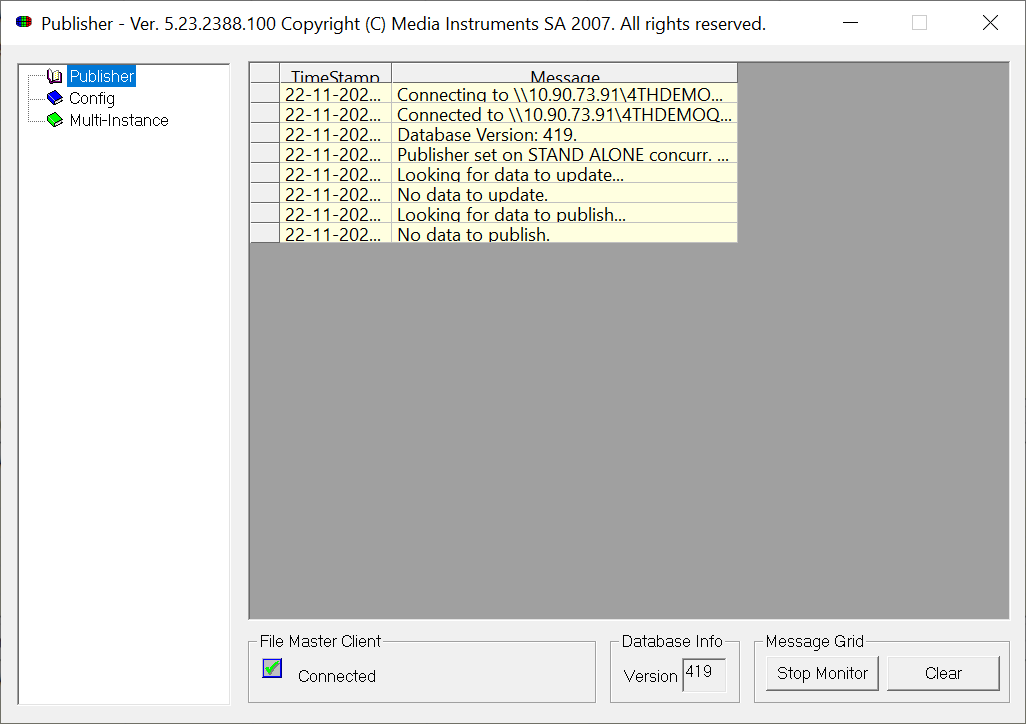 Publisher - Ver. 5.23.2388.100 Copyright (C) Media Instruments SA 2007. All rights reserved.
Publisher
Config
Multi-Instance
TimeStamp Message
22-11-202... Connecting to \\10.90.73.91\4THDEMO...
22-11-202... Connected to \\10.90.73.91\4THDEMOQ...
22-11-202... Database Version: 419.
22-11-202... Publisher set on STAND ALONE concurr. ...
22-11-202... Looking for data to update...
22-11-202... No data to update.
22-11-202... Looking for data to publish...
22-11-202... No data to publish.
File Master Client
Connected
Database Info
Version 419
Message Grid
Stop Monitor Clear